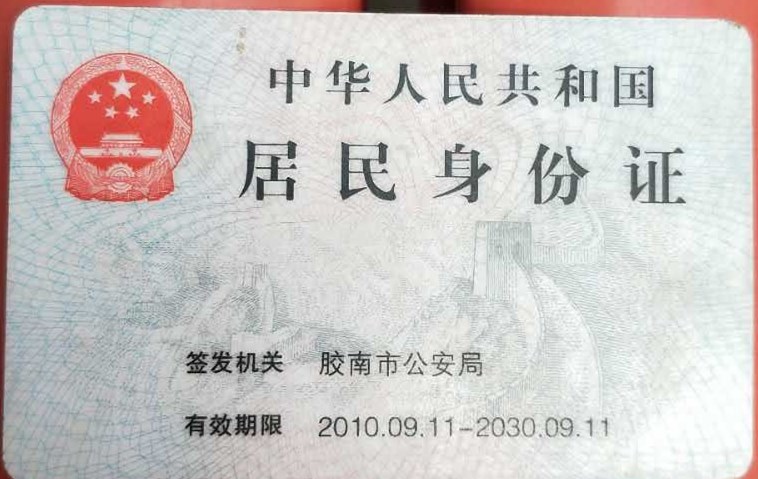 中华人民共和国
居民身份证
签发机关 胶南市公安局
有效期限 2010.09.11-2030.09.11